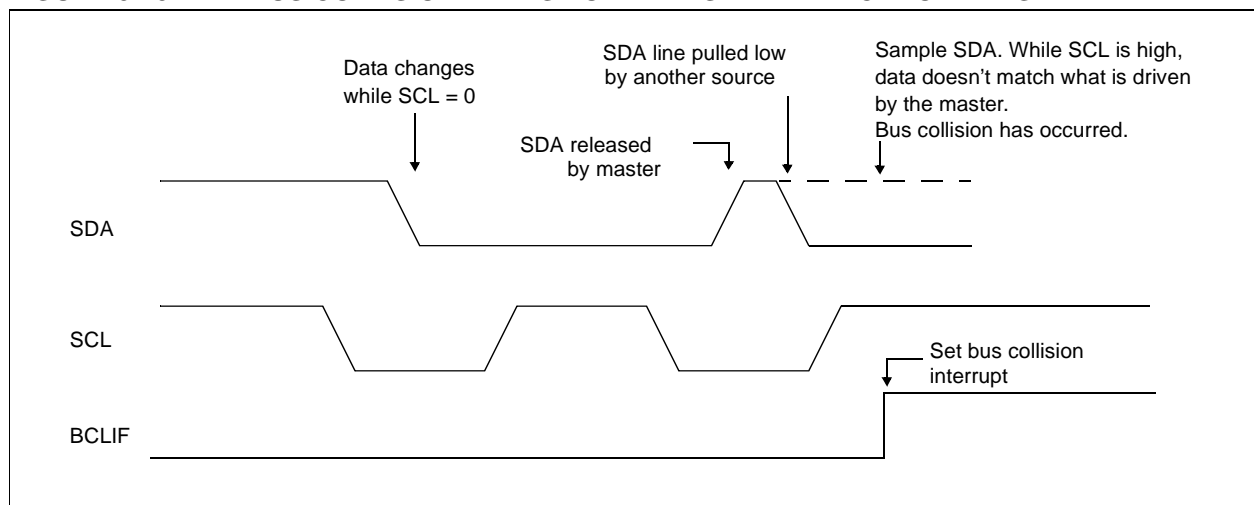 Data changes
while SCL = 0
SDA line pulled low
by another source
Sample SDA. While SCL is high,
data doesn't match what is driven
by the master.
Bus collision has occurred.
SDA released
by master
SDA
SCL
Set bus collision
interrupt
BCLIF